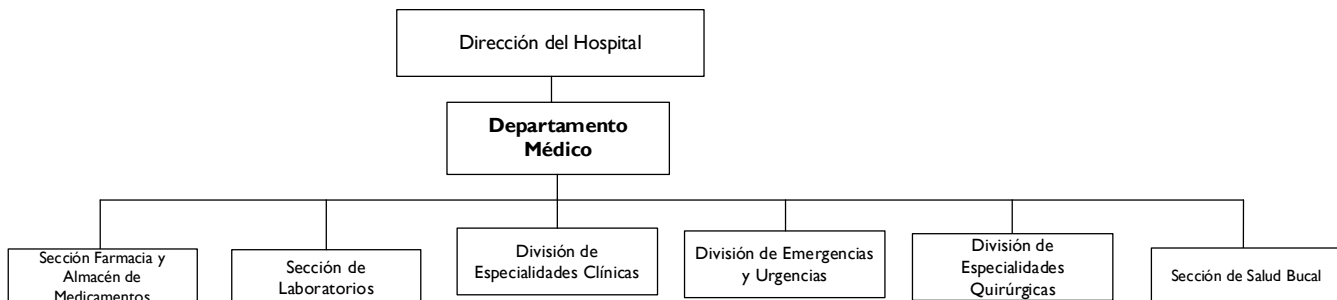 Dirección del Hospital
Departamento
Médico
Sección Farmacia y
Almacén de
Medicamentos
Sección de
Laboratorios
División de
Especialidades Clínicas
División de Emergencias
y Urgencias
División de
Especialidades
Quirúrgicas
Sección de Salud Bucal